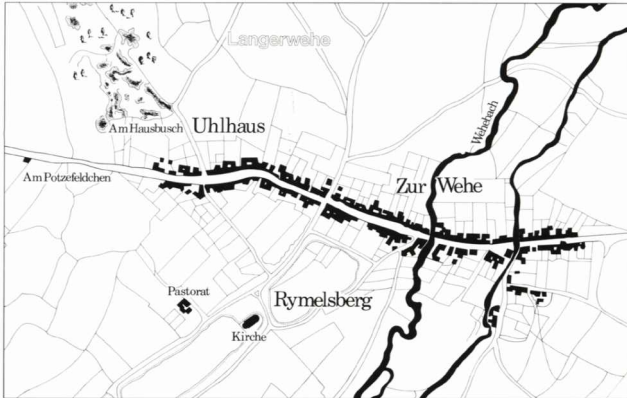 Langerwehe
Uhlhaus
Am Hausbusch
Wehebach
Am Potzefeldchen
Zur Wehe
Pastorat
Rymelsberg
Kirche